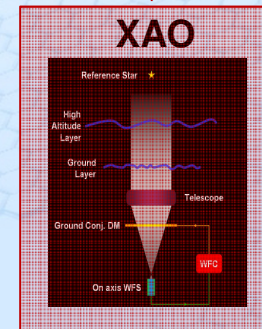 XAO
Reference Star
High
Altitude
Layer
Ground
Layer
Telescope
Ground Conj. DM
WFC
On axis WFS